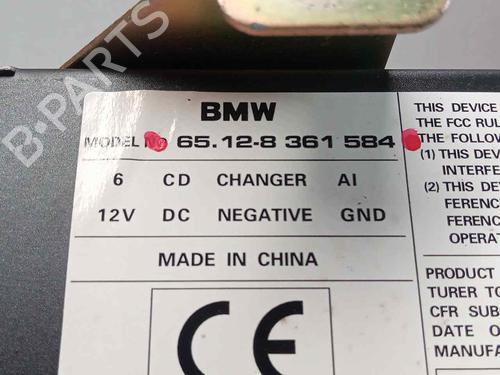 BMW
MODEL No 65.12-8 361 584
6 CD CHANGER AI
12V DC NEGATIVE GND
MADE IN CHINA
CE
THIS DEVICE
FCC RUL
THE FOLLOW
(1) THIS DEVI
INTERFE
(2) THIS DE
FERENC
FERENC
OPERAT
PRODUCT
TURER TO
CFR SUB
DATE O
MANUFA
B-PARTS